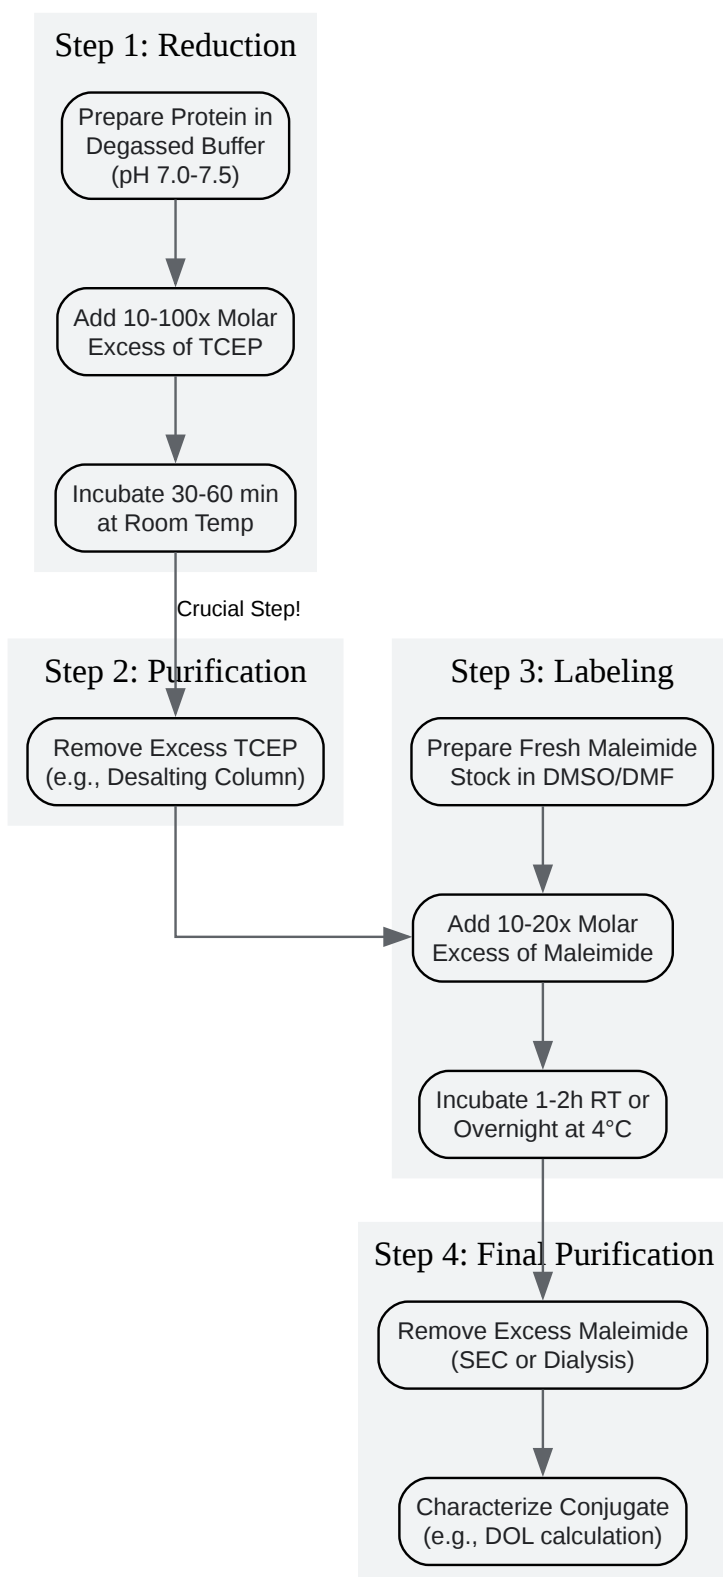 Step 1: Reduction
Prepare Protein in
Degassed Buffer
(pH 7.0-7.5)
Add 10-100x Molar
Excess of TCEP
Incubate 30-60 min
at Room Temp
Crucial Step!
Step 2: Purification
Remove Excess TCEP
(e.g., Desalting Column)
Step 3: Labeling
Prepare Fresh Maleimide
Stock in DMSO/DMF
Add 10-20x Molar
Excess of Maleimide
Incubate 1-2h RT or
Overnight at 4°C
Step 4: Final Purification
Remove Excess Maleimide
(SEC or Dialysis)
Characterize Conjugate
(e.g., DOL calculation)